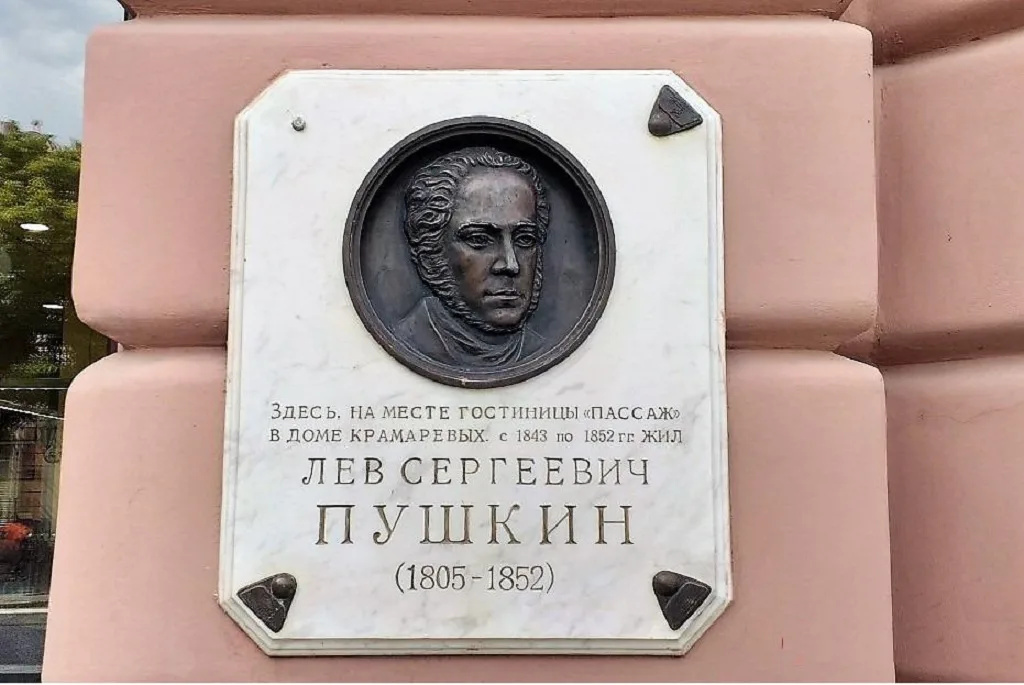 ЗДЕСЬ, НА МЕСТЕ ГОСТИНИЦЫ «ПАССАЖ»
В ДОМЕ КРАМАРЕВЫХ, с 1843 по 1852 гг. ЖИЛ
ЛЕВ СЕРГЕЕВИЧ
ПУШКИН
(1805-1852)